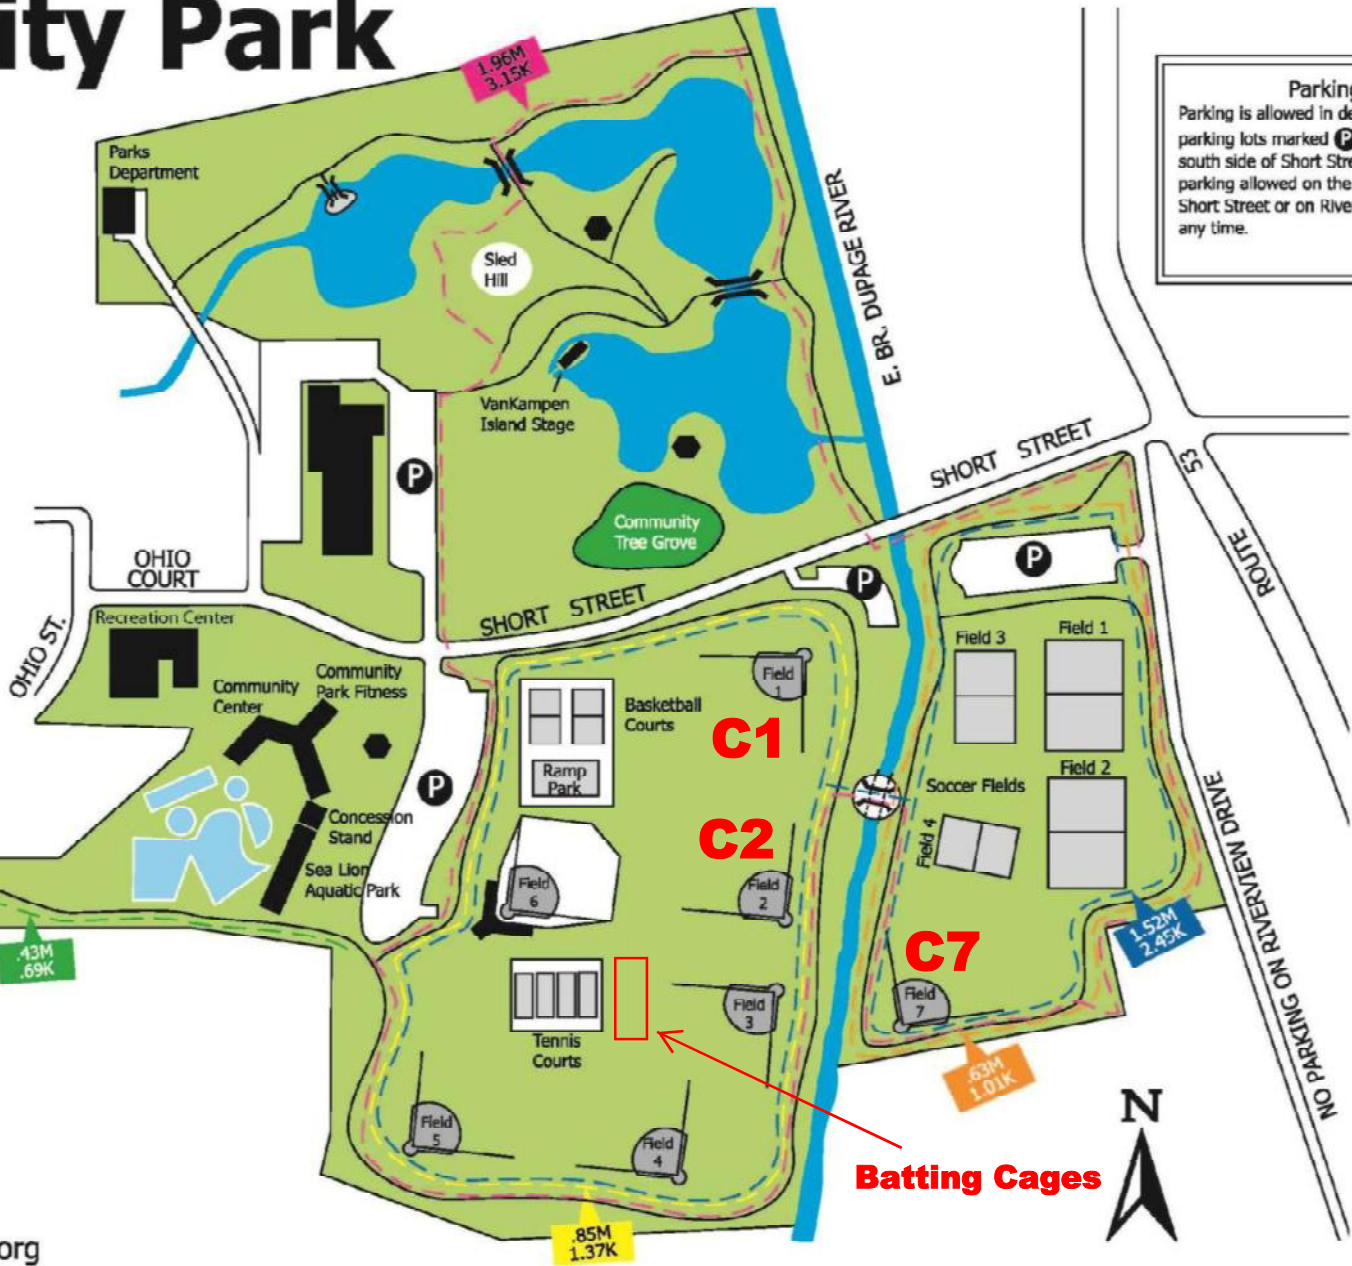 ity Park
1.96M
3.15K
Parks
Department
Parking
Parking is allowed in de
parking lots marked P
south side of Short Stre
parking allowed on the
Short Street or on Rive
any time.
E. BR. DUPAGE RIVER
Sled
Hill
VanKampen
Island Stage
P
SHORT STREET
53
ROUTE
Community
Tree Grove
OHIO
COURT
OHIO ST.
SHORT STREET
P
P
Recreation Center
Community
Center
Community
Park Fitness
Basketball
Courts
Ramp
Park
Field
1
C1
Field 3
Field 1
Soccer Fields
Field 2
Field 4
P
Concession
Stand
Sea Lion
Aquatic Park
C2
Field
6
Field
2
NO PARKING ON RIVERVIEW DRIVE
1.52M
2.45K
.43M
.69K
C7
Field
7
Field
3
Tennis
Courts
.63M
1.01K
Field
5
Field
4
N
Batting Cages
.85M
1.37K
org